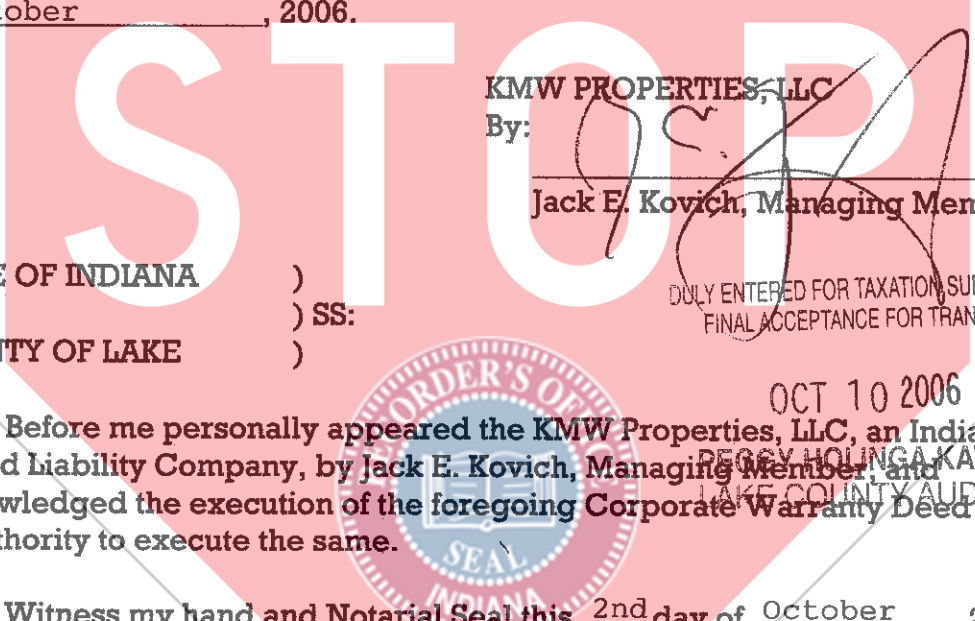 ober, 2006.
STOP
KMW PROPERTIES, LLC
By:
Jack E. Kovich, Managing Mem
E OF INDIANA )
) SS:
TY OF LAKE )
DULY ENTERED FOR TAXATION SU
FINAL ACCEPTANCE FOR TRAN
OCT 10 2006
RECORDER'S OF
Before me personally appeared the KMW Properties, LLC, an India
d Liability Company, by Jack E. Kovich, Managing Member, and
PEGGY HOLINGA KA
wledged the execution of the foregoing Corporate Warranty Deed
LAKE COUNTY AUD
thority to execute the same.
SEAL
INDIANA
Witness my hand and Notarial Seal this 2nd day of October